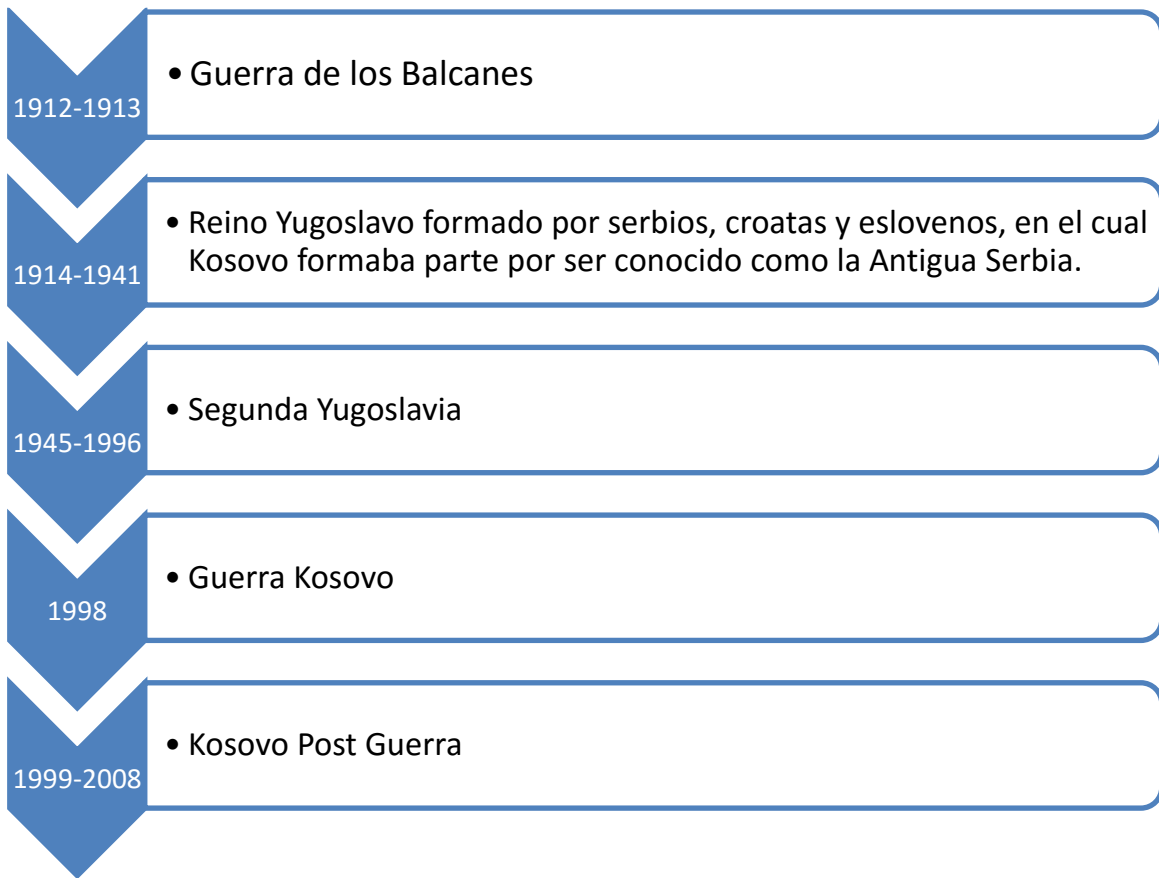 1912-1913
• Guerra de los Balcanes
1914-1941
• Reino Yugoslavo formado por serbios, croatas y eslovenos, en el cual
Kosovo formaba parte por ser conocido como la Antigua Serbia.
1945-1996
• Segunda Yugoslavia
1998
• Guerra Kosovo
1999-2008
• Kosovo Post Guerra